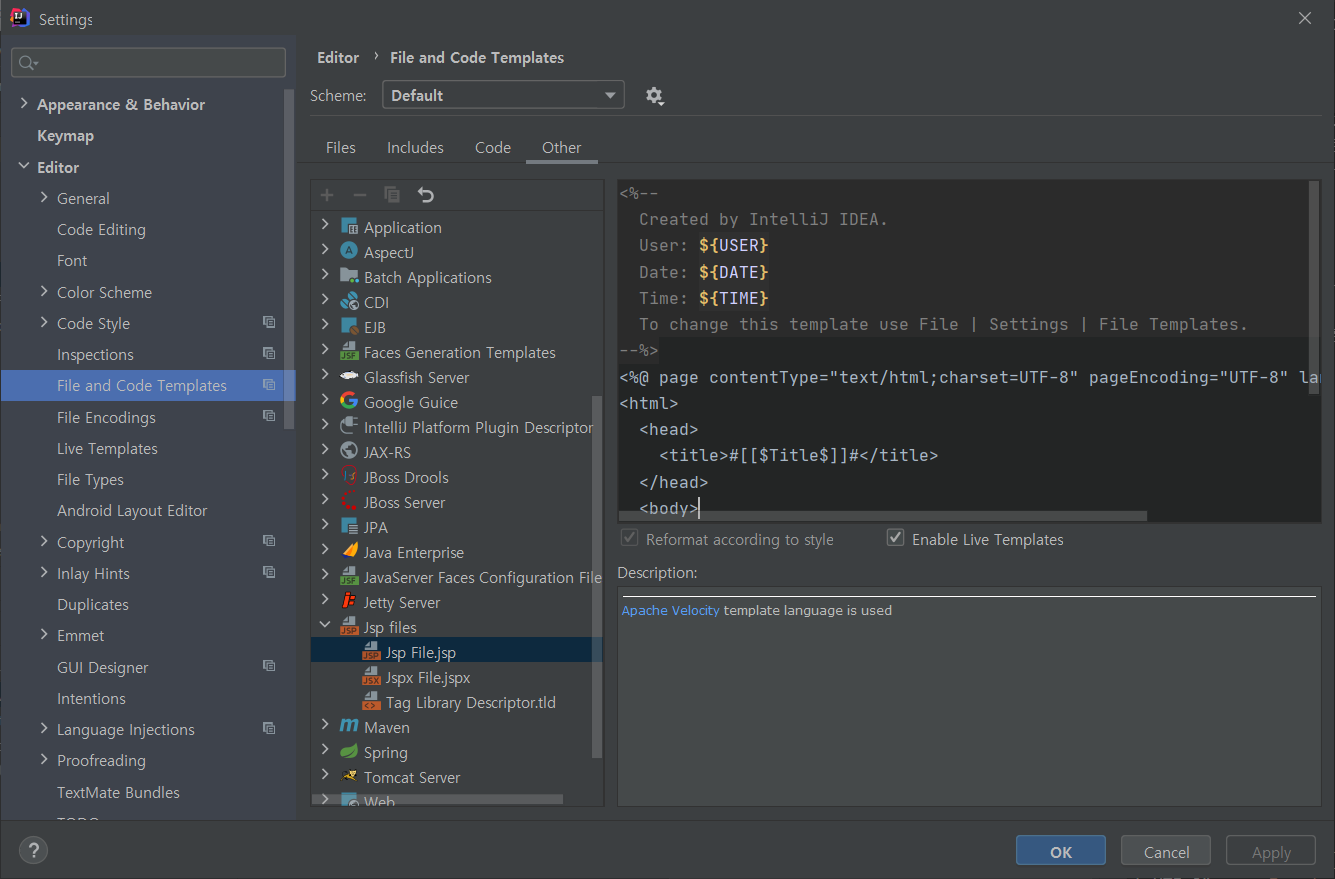 Settings
Appearance & Behavior
Keymap
Editor
General
Code Editing
Font
Color Scheme
Code Style
Inspections
File and Code Templates
File Encodings
Live Templates
File Types
Android Layout Editor
Copyright
Inlay Hints
Duplicates
Emmet
GUI Designer
Intentions
Language Injections
Proofreading
TextMate Bundles
TODO
Editor › File and Code Templates
Scheme: Default
Files Includes Code Other
Application
AspectJ
Batch Applications
CDI
EJB
Faces Generation Templates
Glassfish Server
Google Guice
IntelliJ Platform Plugin Descriptor
JAX-RS
JBoss Drools
JBoss Server
JPA
Java Enterprise
JavaServer Faces Configuration File
Jetty Server
Jsp files
Jsp File.jsp
Jspx File.jspx
Tag Library Descriptor.tld
Maven
Spring
Tomcat Server
Web
<%--
Created by IntelliJ IDEA.
User: ${USER}
Date: ${DATE}
Time: ${TIME}
To change this template use File | Settings | File Templates.
--%>
<%@ page contentType="text/html;charset=UTF-8" pageEncoding="UTF-8" lan
<html>
<head>
<title>#[[$Title$]]#</title>
</head>
<body>
Reformat according to style Enable Live Templates
Description:
Apache Velocity template language is used
? OK Cancel Apply